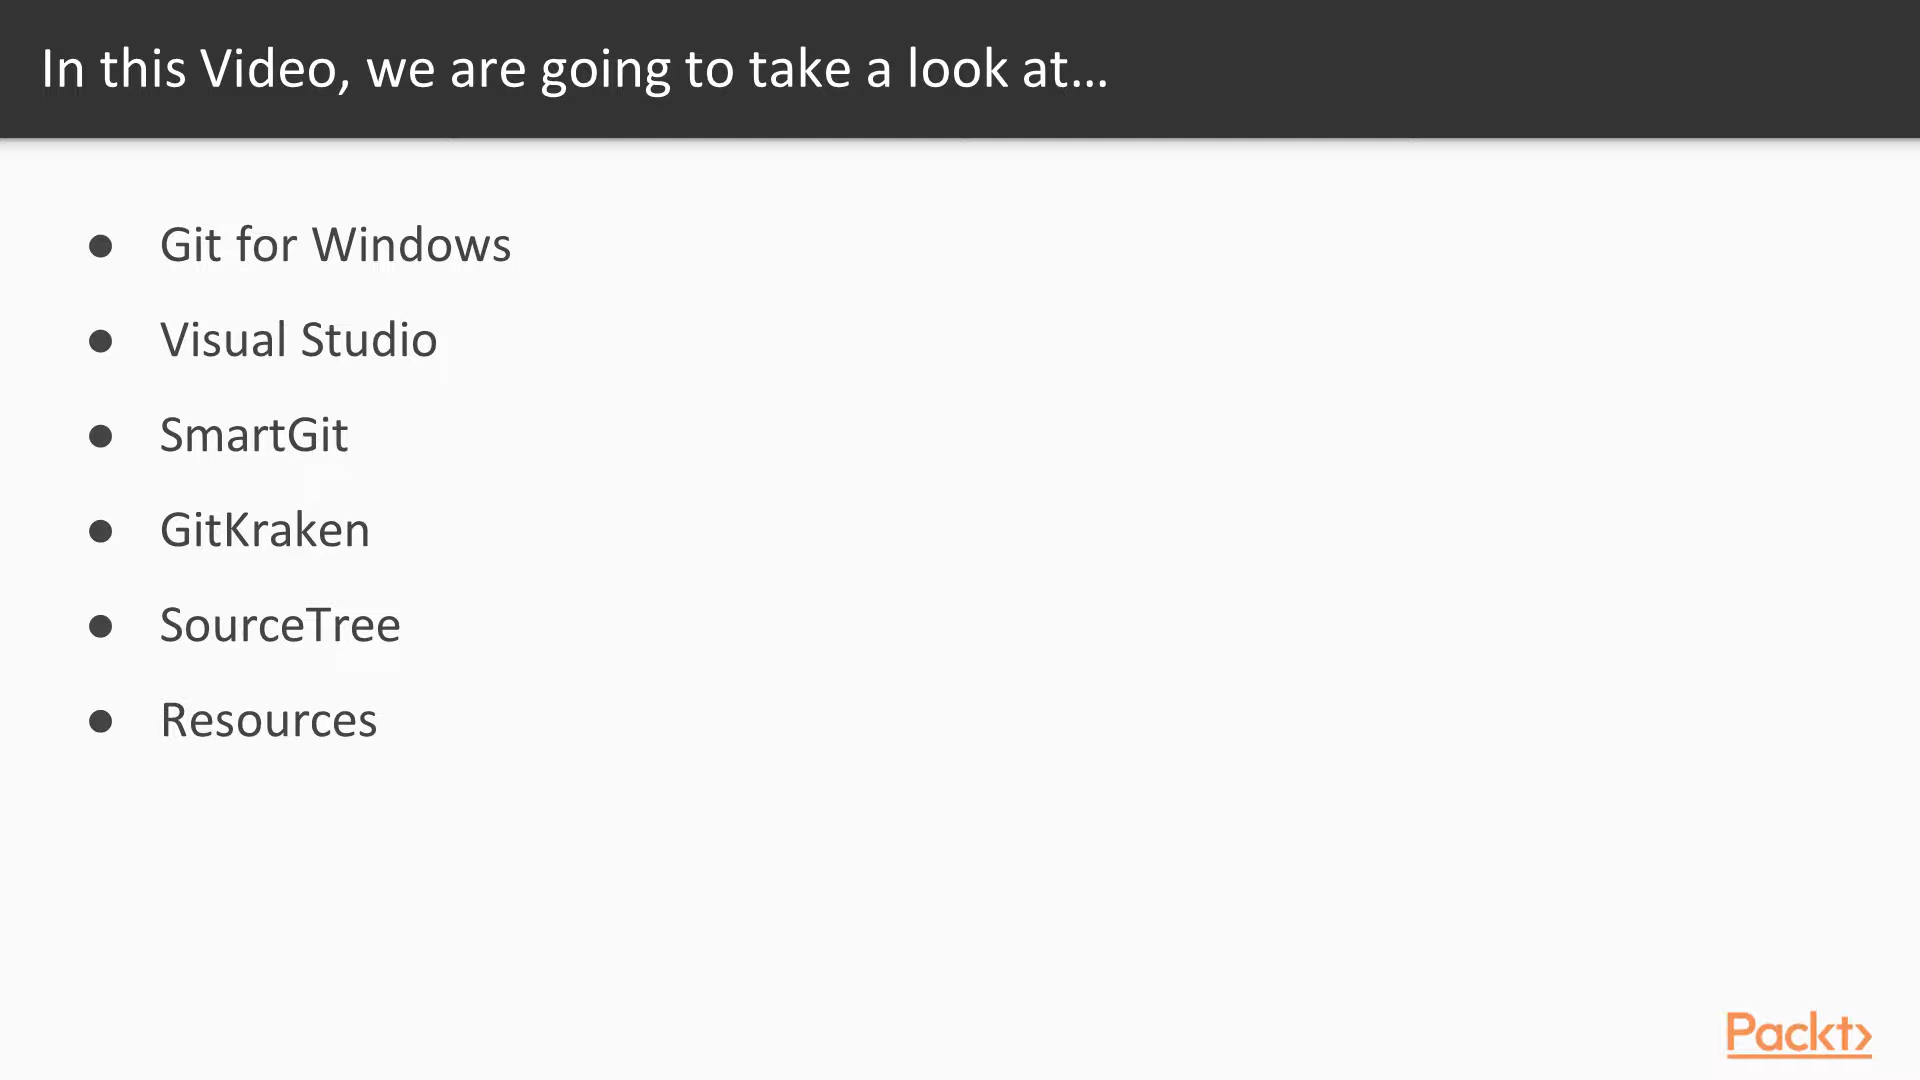 In this Video, we are going to take a look at...
● Git for Windows
● Visual Studio
● SmartGit
● GitKraken
● SourceTree
● Resources
Packt>